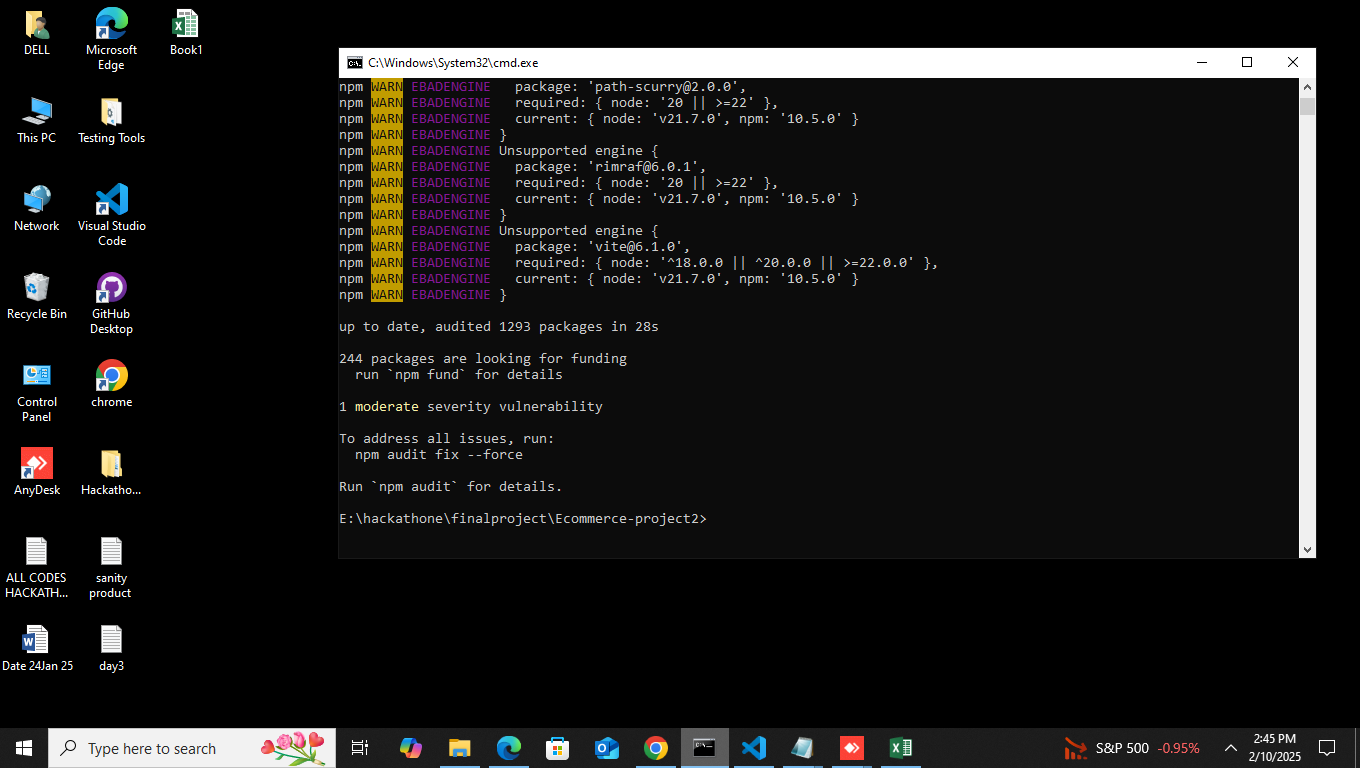 DELL
Microsoft
Edge
Book1
This PC
Testing Tools
Network
Visual Studio
Code
Recycle Bin
GitHub
Desktop
Control
Panel
chrome
AnyDesk
Hackatho...
ALL CODES
HACKATH...
sanity
product
Date 24Jan 25
day3
C:\Windows\System32\cmd.exe
npm WARN EBADENGINE   package: 'path-scurry@2.0.0',
npm WARN EBADENGINE   required: { node: '20 || >=22' },
npm WARN EBADENGINE   current: { node: 'v21.7.0', npm: '10.5.0' }
npm WARN EBADENGINE }
npm WARN EBADENGINE Unsupported engine {
npm WARN EBADENGINE   package: 'rimraf@6.0.1',
npm WARN EBADENGINE   required: { node: '20 || >=22' },
npm WARN EBADENGINE   current: { node: 'v21.7.0', npm: '10.5.0' }
npm WARN EBADENGINE }
npm WARN EBADENGINE Unsupported engine {
npm WARN EBADENGINE   package: 'vite@6.1.0',
npm WARN EBADENGINE   required: { node: '^18.0.0 || ^20.0.0 || >=22.0.0' },
npm WARN EBADENGINE   current: { node: 'v21.7.0', npm: '10.5.0' }
npm WARN EBADENGINE }
up to date, audited 1293 packages in 28s
244 packages are looking for funding
  run `npm fund` for details
1 moderate severity vulnerability
To address all issues, run:
  npm audit fix --force
Run `npm audit` for details.
E:\hackathone\finalproject\Ecommerce-project2>
Type here to search
S&P 500 -0.95%
2:45 PM
2/10/2025